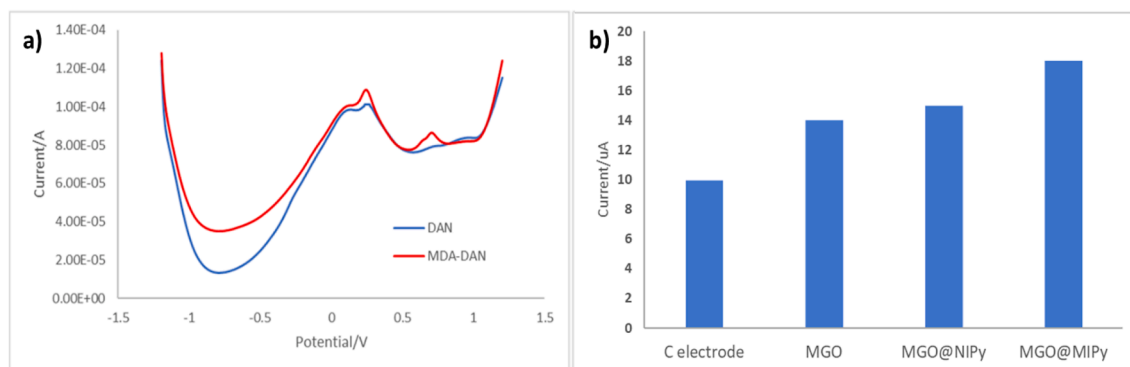 a)
1.40E-04
1.20E-04
1.00E-04
8.00E-05
6.00E-05
4.00E-05
2.00E-05
0.00E+00
Current/A
-1.5
-1
-0.5
0
0.5
1
1.5
Potential/V
DAN
MDA-DAN
b)
20
18
16
14
12
10
8
6
4
2
0
Current/uA
C electrode
MGO
MGO@NIPy
MGO@MIPy